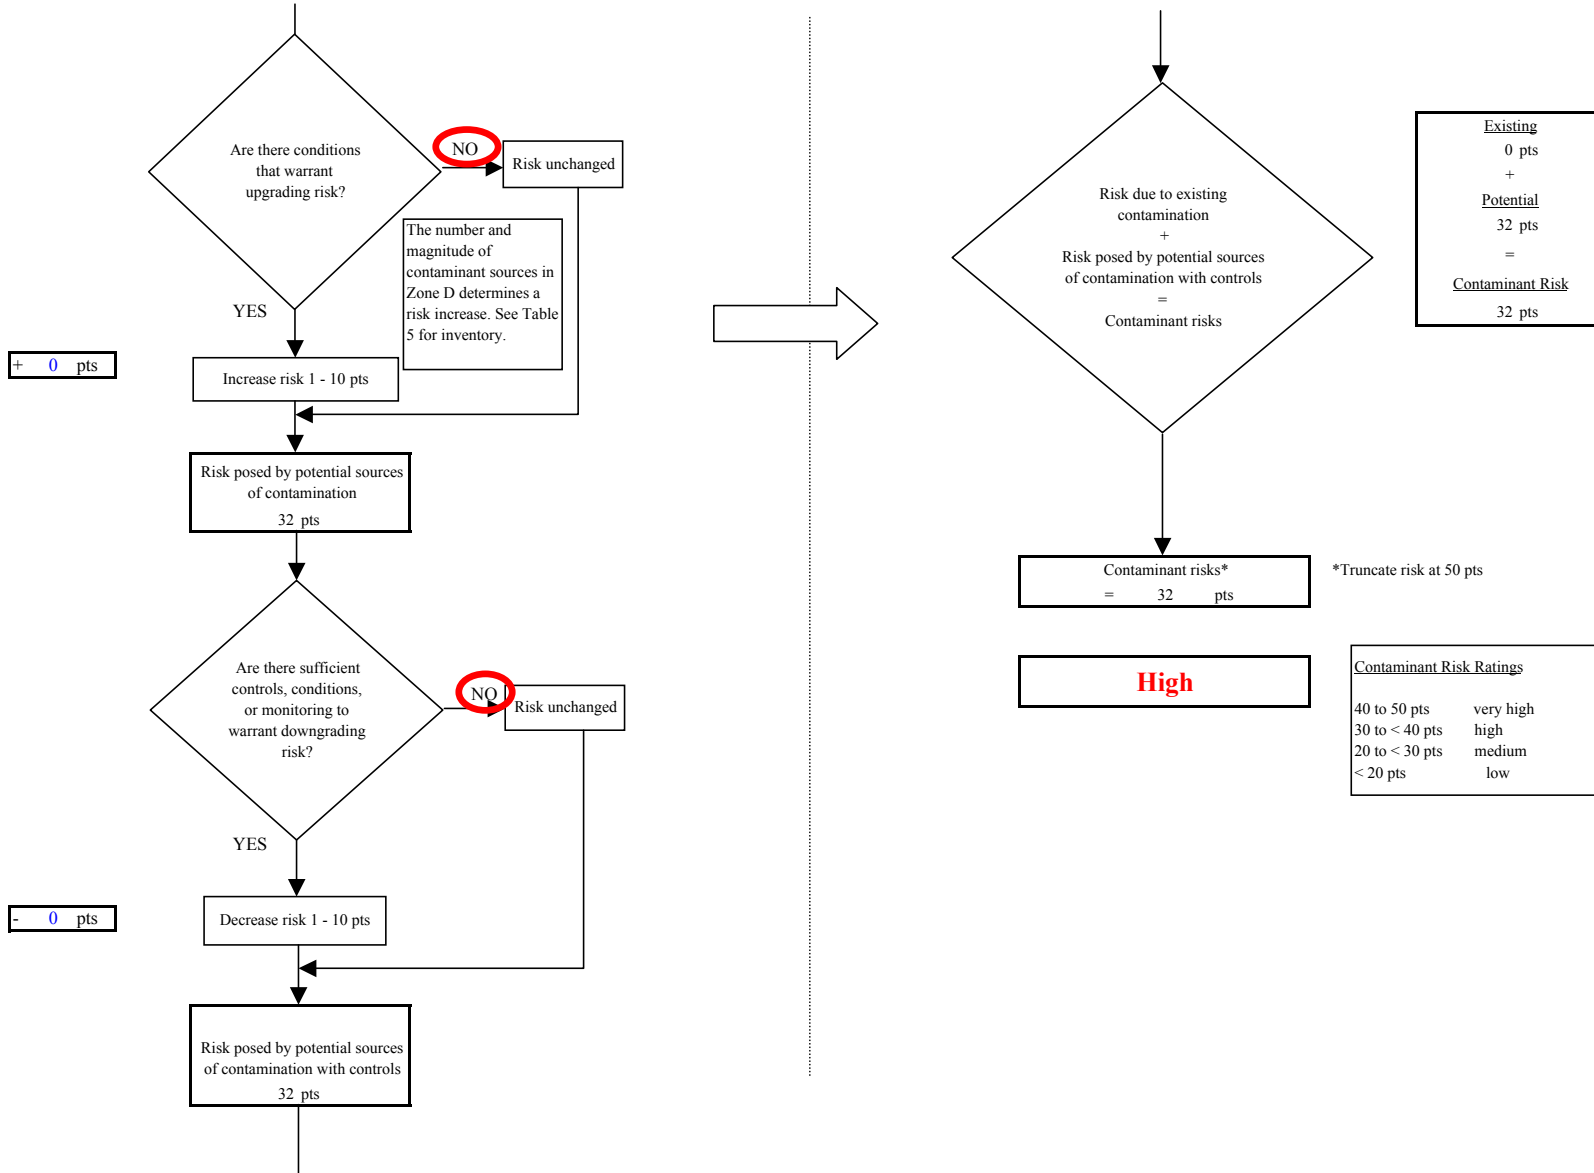 Are there conditions
that warrant
upgrading risk?
NO
Risk unchanged
The number and
magnitude of
contaminant sources in
Zone D determines a
risk increase. See Table
5 for inventory.
YES
+ 0 pts
Increase risk 1 - 10 pts
Risk posed by potential sources
of contamination
32 pts
Are there sufficient
controls, conditions,
or monitoring to
warrant downgrading
risk?
NO
Risk unchanged
YES
- 0 pts
Decrease risk 1 - 10 pts
Risk posed by potential sources
of contamination with controls
32 pts
Risk due to existing
contamination
+
Risk posed by potential sources
of contamination with controls
=
Contaminant risks
Existing
0 pts
+
Potential
32 pts
=
Contaminant Risk
32 pts
Contaminant risks*
= 32 pts
*Truncate risk at 50 pts
High
Contaminant Risk Ratings
40 to 50 pts very high
30 to < 40 pts high
20 to < 30 pts medium
< 20 pts low